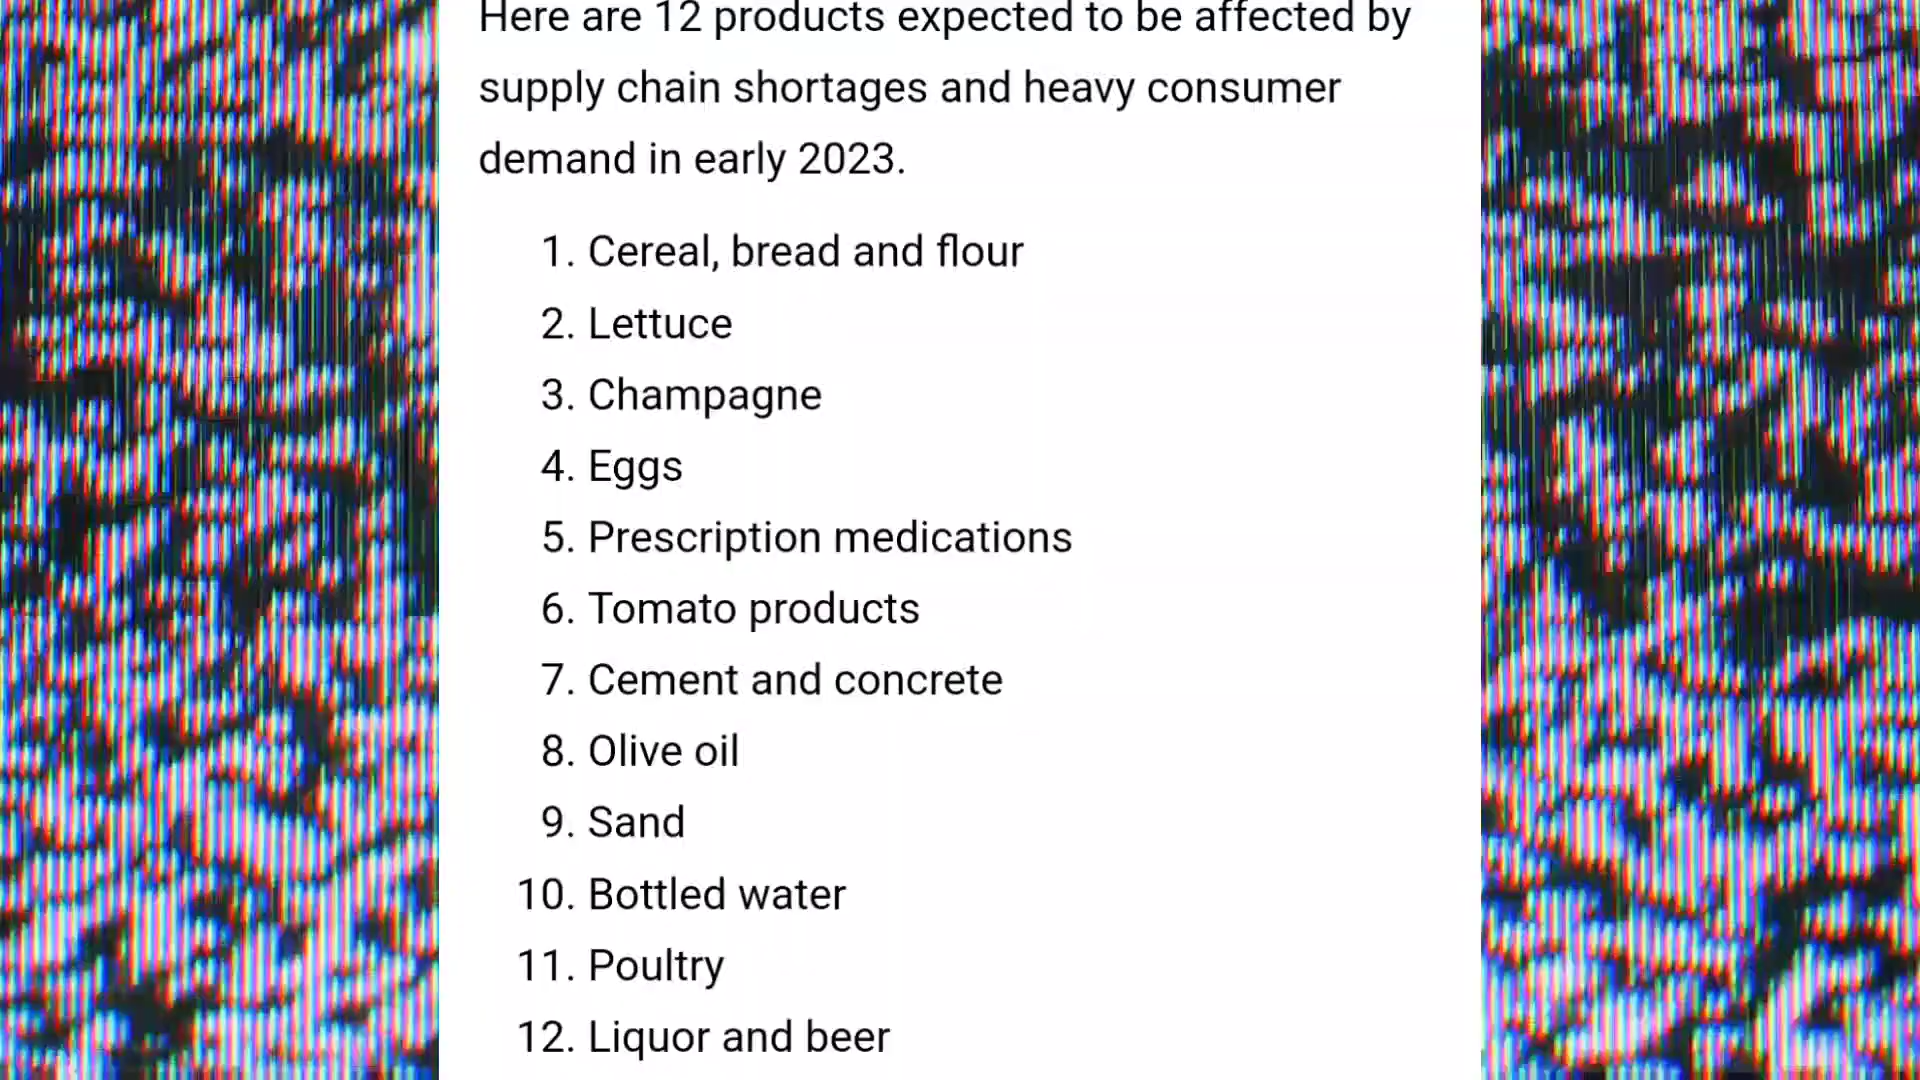 Here are 12 products expected to be affected by
supply chain shortages and heavy consumer
demand in early 2023.
1. Cereal, bread and flour
2. Lettuce
3. Champagne
4. Eggs
5. Prescription medications
6. Tomato products
7. Cement and concrete
8. Olive oil
9. Sand
10. Bottled water
11. Poultry
12. Liquor and beer